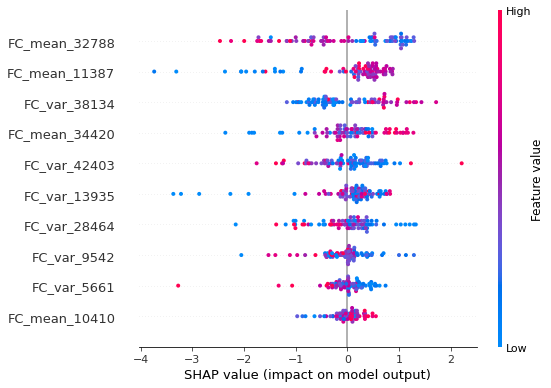 High
FC_mean_32788
FC_mean_11387
FC_var_38134
FC_mean_34420
FC_var_42403
FC_var_13935
FC_var_28464
FC_var_9542
FC_var_5661
FC_mean_10410
Feature value
Low
−4 −3 −2 −1 0 1 2
SHAP value (impact on model output)